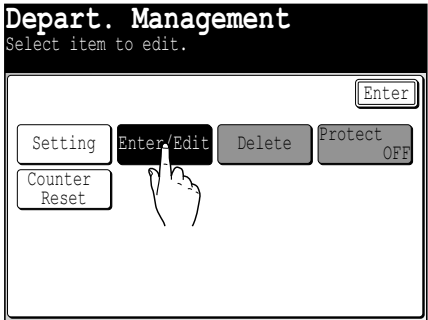 Depart. Management
Select item to edit.
Enter
Setting Enter/Edit Delete Protect OFF
Counter Reset